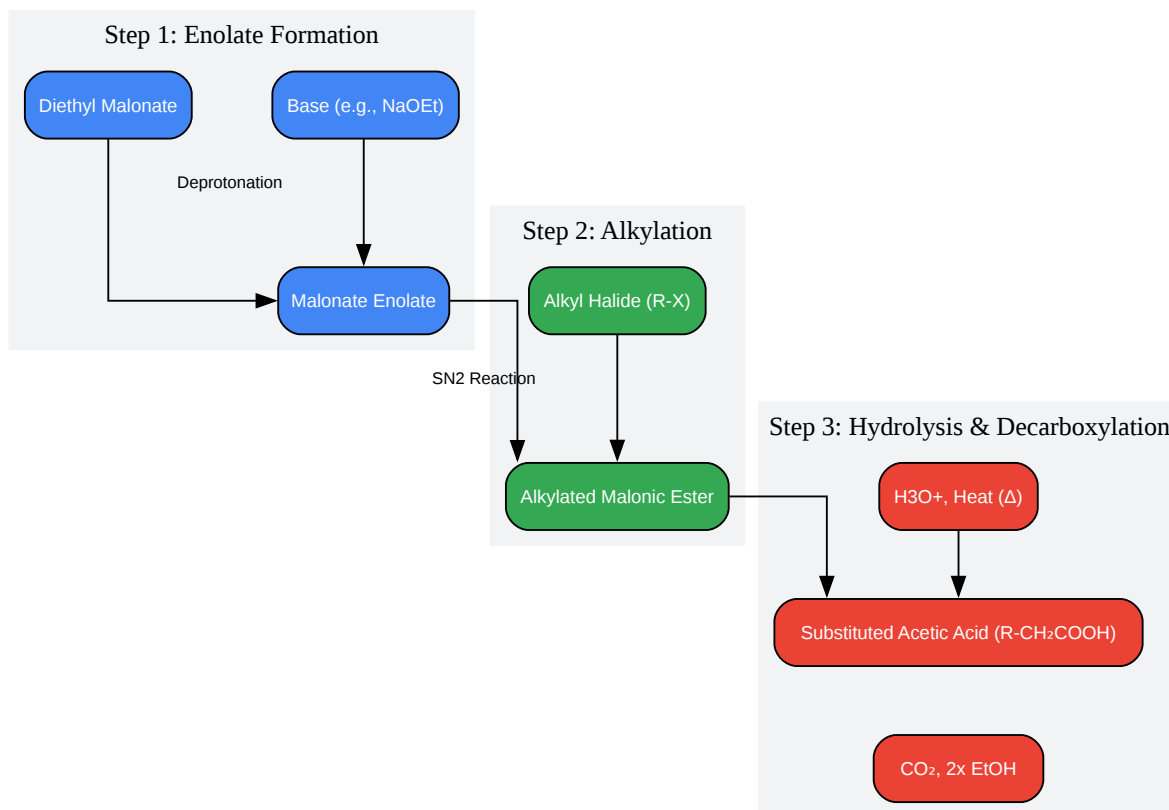 Step 1: Enolate Formation
Diethyl Malonate
Base (e.g., NaOEt)
Deprotonation
Malonate Enolate
Step 2: Alkylation
Alkyl Halide (R-X)
SN2 Reaction
Alkylated Malonic Ester
Step 3: Hydrolysis & Decarboxylation
H3O+, Heat (Δ)
Substituted Acetic Acid (R-CH₂COOH)
CO₂, 2x EtOH